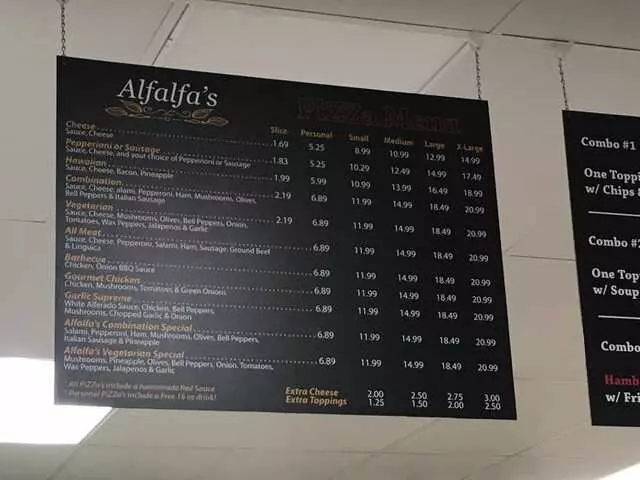 Alfalfa's
PiZZa Menu
Slice Personal Small Medium Large X-Large
Cheese 1.69 5.25 8.99 10.99 12.99 14.99
Sauce, Cheese
Pepperoni or Sausage 1.83 5.25 10.29 12.49 14.99 17.49
Sauce, Cheese, and your choice of Pepperoni or Sausage
Hawaiian 1.99 5.99 10.99 13.99 16.49 18.99
Sauce, Cheese, Bacon, Pineapple
Combination 2.19 6.89 11.99 14.99 18.49 20.99
Sauce, Cheese, alami, Pepperoni, Ham, Mushrooms, Olives,
Bell Peppers & Italian Sausage
Vegetarian 2.19 6.89 11.99 14.99 18.49 20.99
Sauce, Cheese, Mushrooms, Olives, Bell Peppers, Onion,
Tomatoes, Wax Peppers, Jalapenos & Garlic
All Meat 6.89 11.99 14.99 18.49 20.99
Sauce, Cheese, Pepperoni, Salami, Ham, Sausage, Ground Beef
& Linguica
Barbecue 6.89 11.99 14.99 18.49 20.99
Chicken, Onion BBQ Sauce
Gourmet Chicken 6.89 11.99 14.99 18.49 20.99
Chicken, Mushrooms, Tomatoes & Green Onions
Garlic Supreme 6.89 11.99 14.99 18.49 20.99
White Alferado Sauce, Chicken, Bell Peppers,
Mushrooms, Chopped Garlic & Onion
Alfalfa's Combination Special 6.89 11.99 14.99 18.49 20.99
Salami, Pepperoni, Ham, Mushrooms, Olives, Bell Peppers,
Italian Sausage & Pineapple
Alfalfa's Vegetarian Special 6.89 11.99 14.99 18.49 20.99
Mushrooms, Pineapple, Olives, Bell Peppers, Onion, Tomatoes,
Wax Peppers, Jalapenos & Garlic
*All PiZZa's include a homemade Red Sauce
*Personal PiZZa's include a Free 16 oz drink!
Extra Cheese 2.00 2.50 2.75 3.00
Extra Toppings 1.25 1.50 2.00 2.50
Combo #1
One Toppi
w/ Chips &
Combo #2
One Top
w/ Soup
Combo
Hamb
w/ Fri